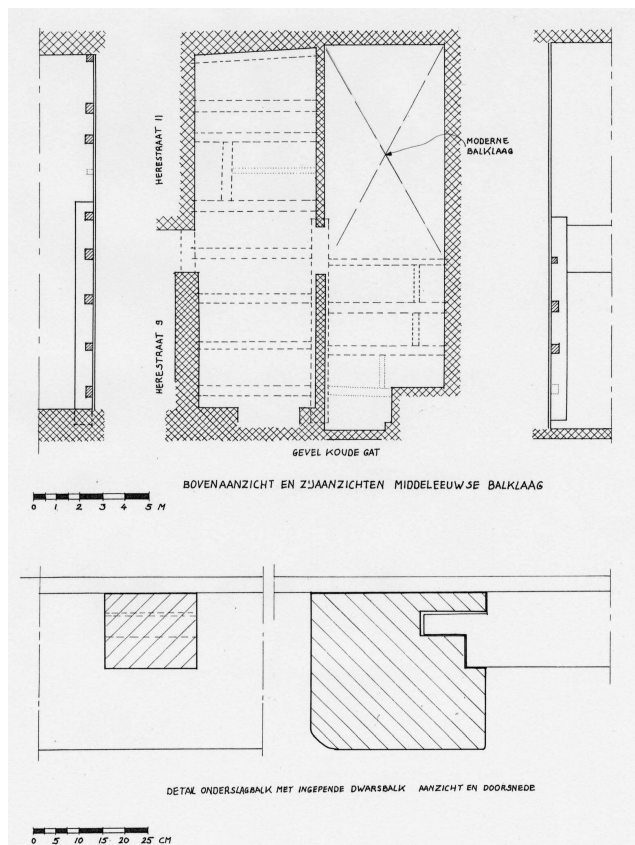 HERESTRAAT 11
MODERNE
BALKLAAG
HERESTRAAT 9
GEVEL KOUDE GAT
BOVENAANZICHT EN ZIJAANZICHTEN MIDDELEEUWSE BALKLAAG
0 1 2 3 4 5 M
DETAIL ONDERSLAGBALK MET INGEPENDE DWARSBALK AANZICHT EN DOORSNEDE
0 5 10 15 20 25 CM